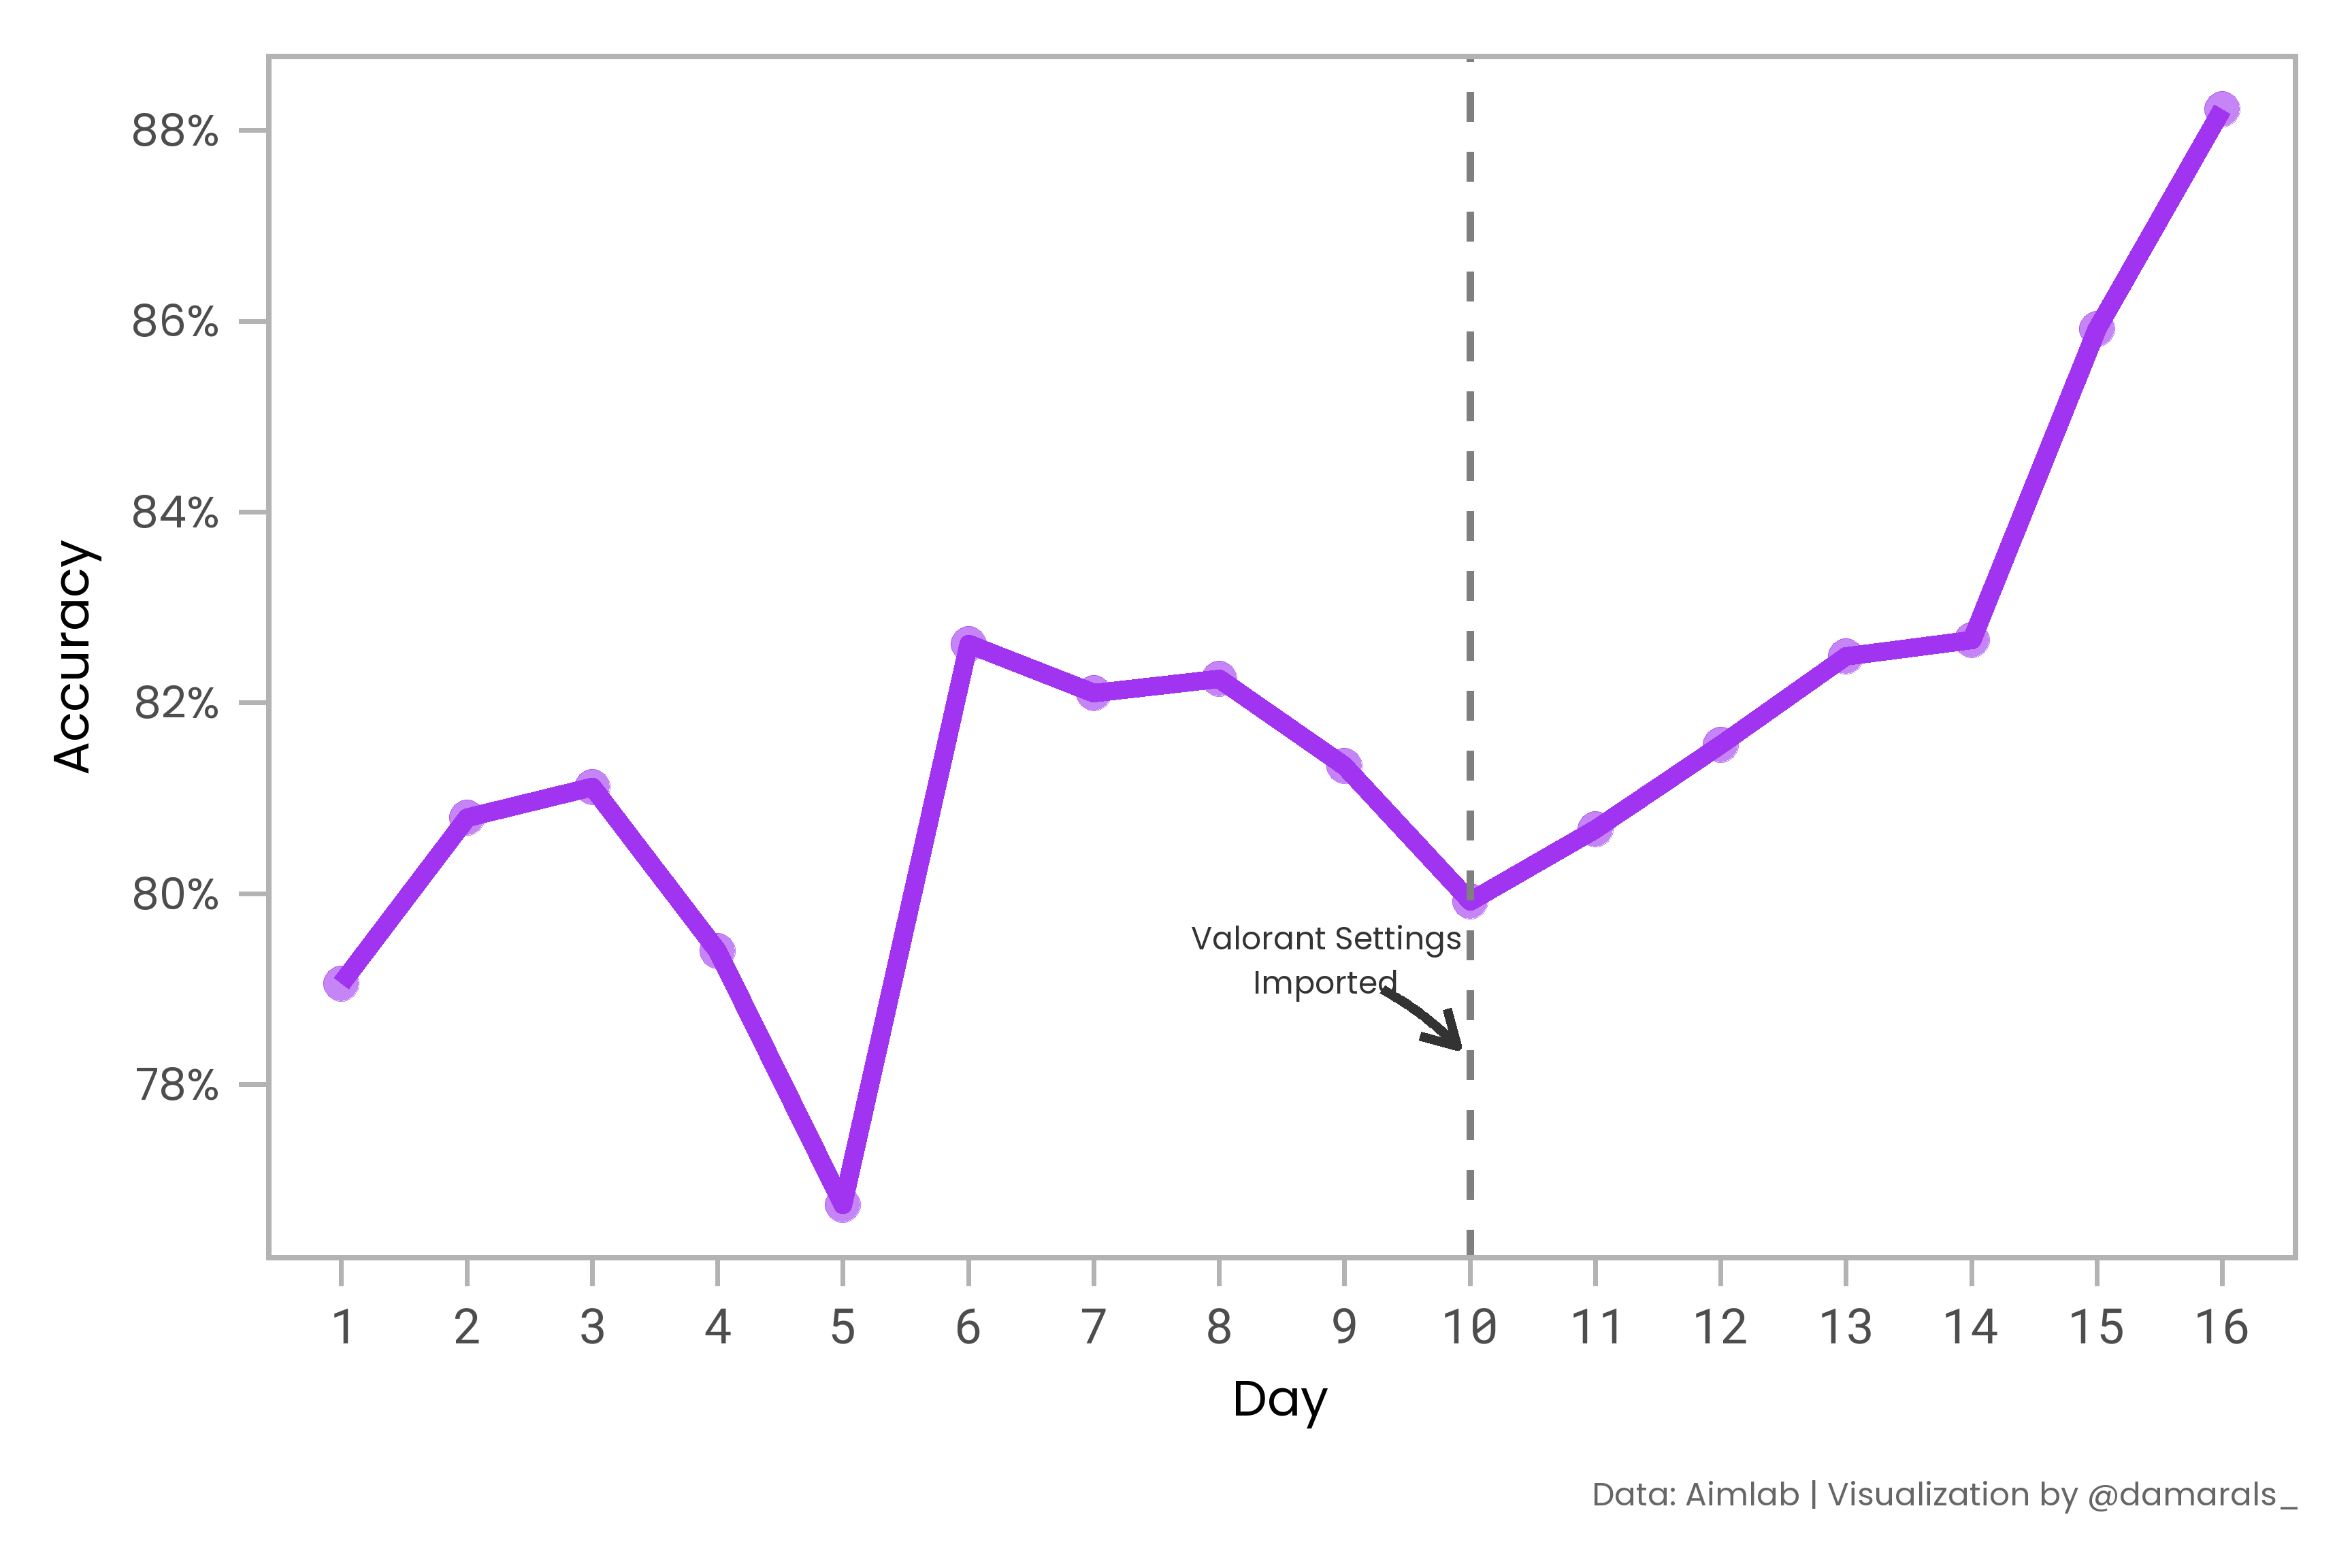 Accuracy
88%
86%
84%
82%
80%
78%
Valorant Settings
Imported
1 2 3 4 5 6 7 8 9 10 11 12 13 14 15 16
Day
Data: Aimlab | Visualization by @damarals_